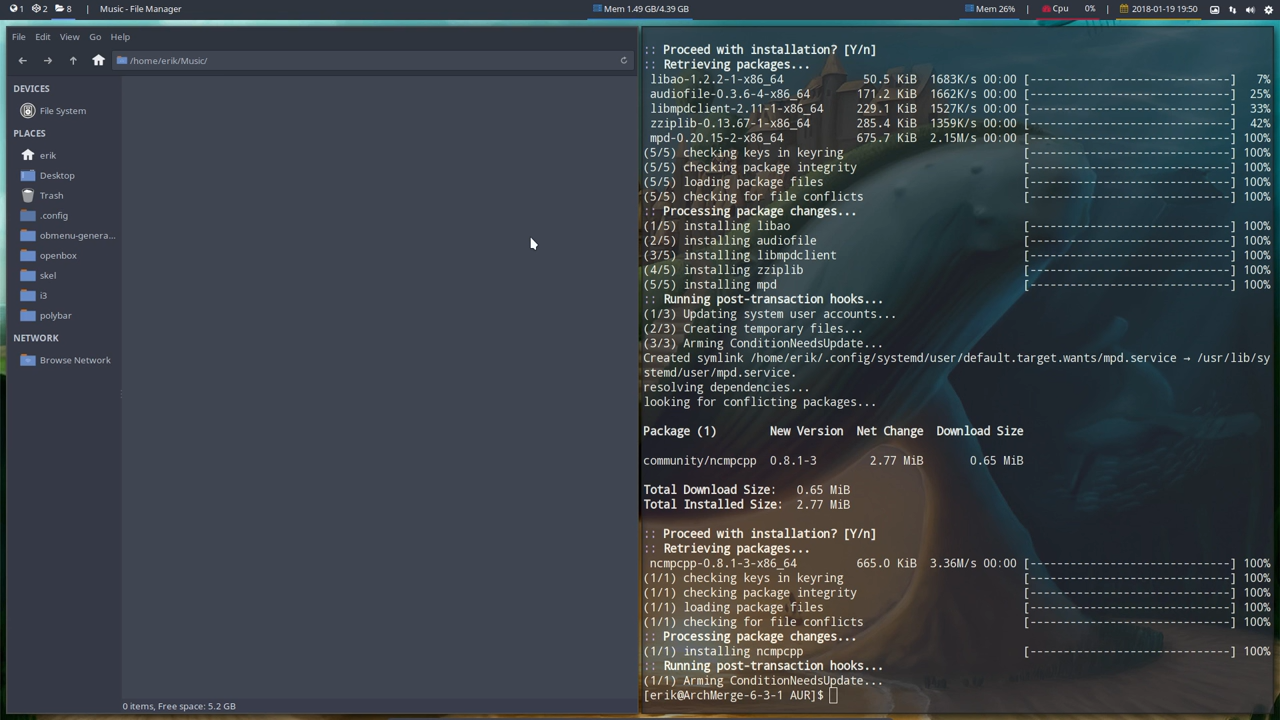 1 2 8 Music - File Manager Mem 1.49 GB/4.39 GB Mem 26% | Cpu 0% | 2018-01-19 19:50
File Edit View Go Help
/home/erik/Music/
DEVICES
File System
PLACES
erik
Desktop
Trash
.config
obmenu-genera...
openbox
skel
i3
polybar
NETWORK
Browse Network
0 items, Free space: 5.2 GB
:: Proceed with installation? [Y/n]
:: Retrieving packages...
libao-1.2.2-1-x86_64 50.5 KiB 1683K/s 00:00 [------------------------------] 7%
audiofile-0.3.6-4-x86_64 171.2 KiB 1662K/s 00:00 [------------------------------] 25%
libmpdclient-2.11-1-x86_64 229.1 KiB 1527K/s 00:00 [------------------------------] 33%
zziplib-0.13.67-1-x86_64 285.4 KiB 1359K/s 00:00 [------------------------------] 42%
mpd-0.20.15-2-x86_64 675.7 KiB 2.15M/s 00:00 [------------------------------] 100%
(5/5) checking keys in keyring [------------------------------] 100%
(5/5) checking package integrity [------------------------------] 100%
(5/5) loading package files [------------------------------] 100%
(5/5) checking for file conflicts [------------------------------] 100%
:: Processing package changes...
(1/5) installing libao [------------------------------] 100%
(2/5) installing audiofile [------------------------------] 100%
(3/5) installing libmpdclient [------------------------------] 100%
(4/5) installing zziplib [------------------------------] 100%
(5/5) installing mpd [------------------------------] 100%
:: Running post-transaction hooks...
(1/3) Updating system user accounts...
(2/3) Creating temporary files...
(3/3) Arming ConditionNeedsUpdate...
Created symlink /home/erik/.config/systemd/user/default.target.wants/mpd.service → /usr/lib/sy
stemd/user/mpd.service.
resolving dependencies...
looking for conflicting packages...
Package (1) New Version Net Change Download Size
community/ncmpcpp 0.8.1-3 2.77 MiB 0.65 MiB
Total Download Size: 0.65 MiB
Total Installed Size: 2.77 MiB
:: Proceed with installation? [Y/n]
:: Retrieving packages...
ncmpcpp-0.8.1-3-x86_64 665.0 KiB 3.36M/s 00:00 [------------------------------] 100%
(1/1) checking keys in keyring [------------------------------] 100%
(1/1) checking package integrity [------------------------------] 100%
(1/1) loading package files [------------------------------] 100%
(1/1) checking for file conflicts [------------------------------] 100%
:: Processing package changes...
(1/1) installing ncmpcpp [------------------------------] 100%
:: Running post-transaction hooks...
(1/1) Arming ConditionNeedsUpdate...
[erik@ArchMerge-6-3-1 AUR]$